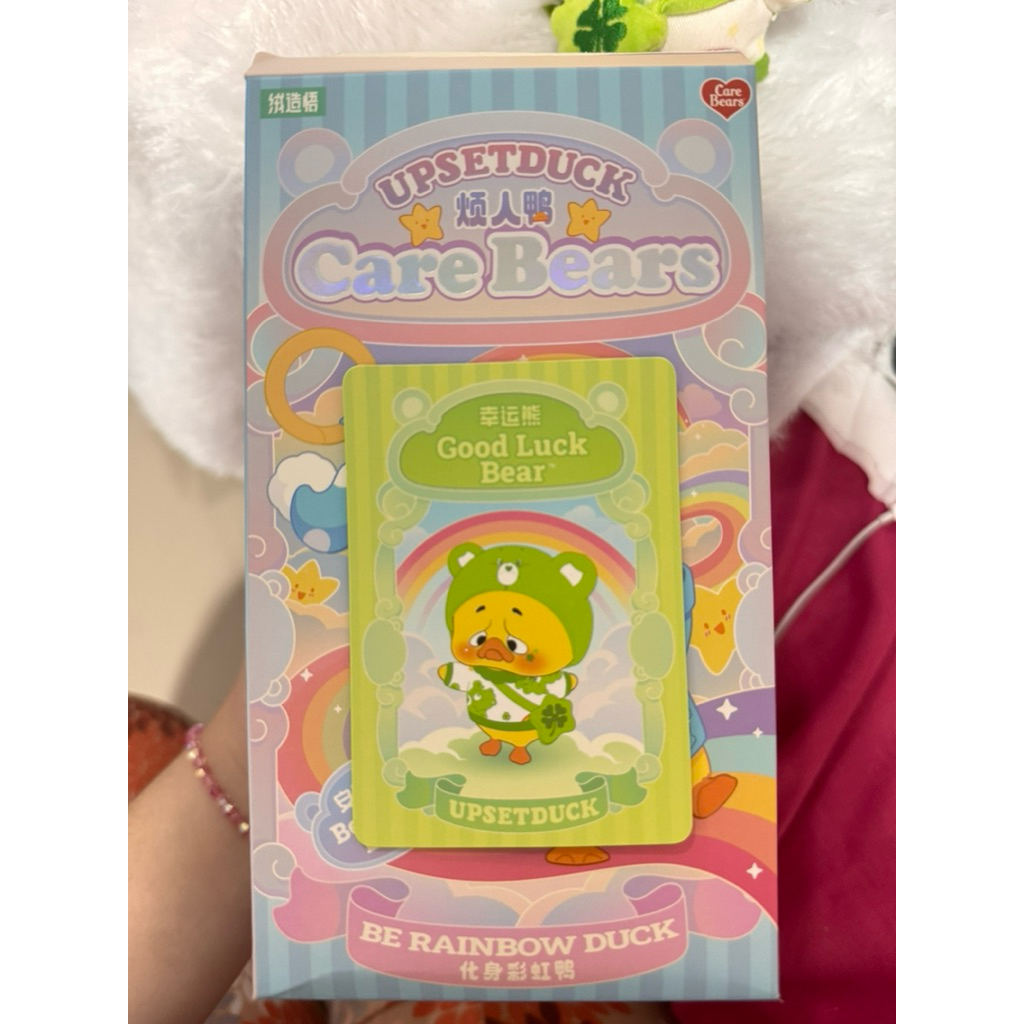 绒造悟
Care
Bears
UPSETDUCK
烦人鸭
Care Bears
幸运熊
Good Luck
Bear™
UPSETDUCK
BE RAINBOW DUCK
化身彩虹鸭